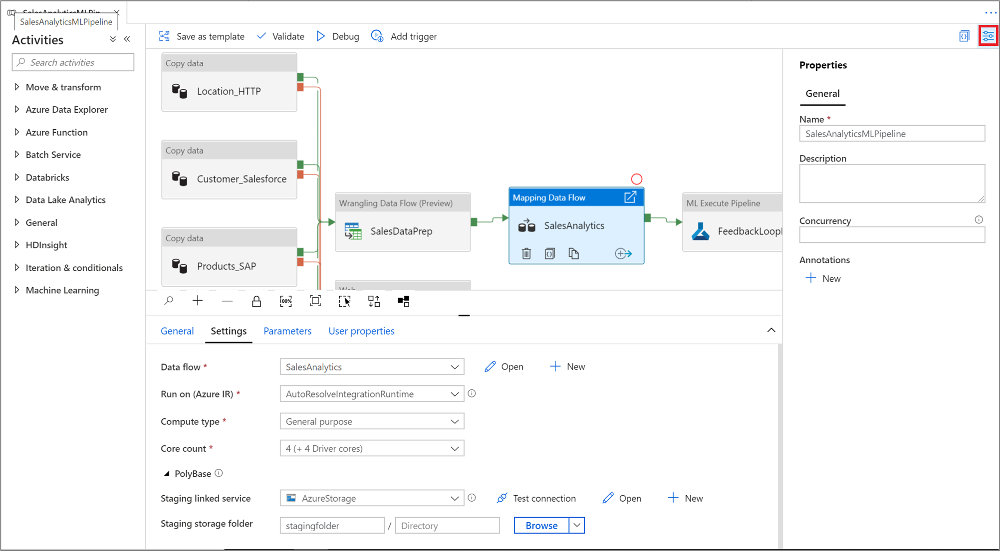 SalesAnalyticsMLPip
SalesAnalyticsMLPipeline
Activities
Search activities
Move & transform
Azure Data Explorer
Azure Function
Batch Service
Databricks
Data Lake Analytics
General
HDInsight
Iteration & conditionals
Machine Learning
Save as template
Validate
Debug
Add trigger
Copy data
Location_HTTP
Copy data
Customer_Salesforce
Copy data
Products_SAP
Wrangling Data Flow (Preview)
SalesDataPrep
Web
Mapping Data Flow
SalesAnalytics
ML Execute Pipeline
FeedbackLoop
100%
General
Settings
Parameters
User properties
Data flow *
SalesAnalytics
Open
New
Run on (Azure IR) *
AutoResolveIntegrationRuntime
Compute type *
General purpose
Core count *
4 (+ 4 Driver cores)
PolyBase
Staging linked service
AzureStorage
Test connection
Open
New
Staging storage folder
stagingfolder
/
Directory
Browse
Properties
General
Name *
SalesAnalyticsMLPipeline
Description
Concurrency
Annotations
New